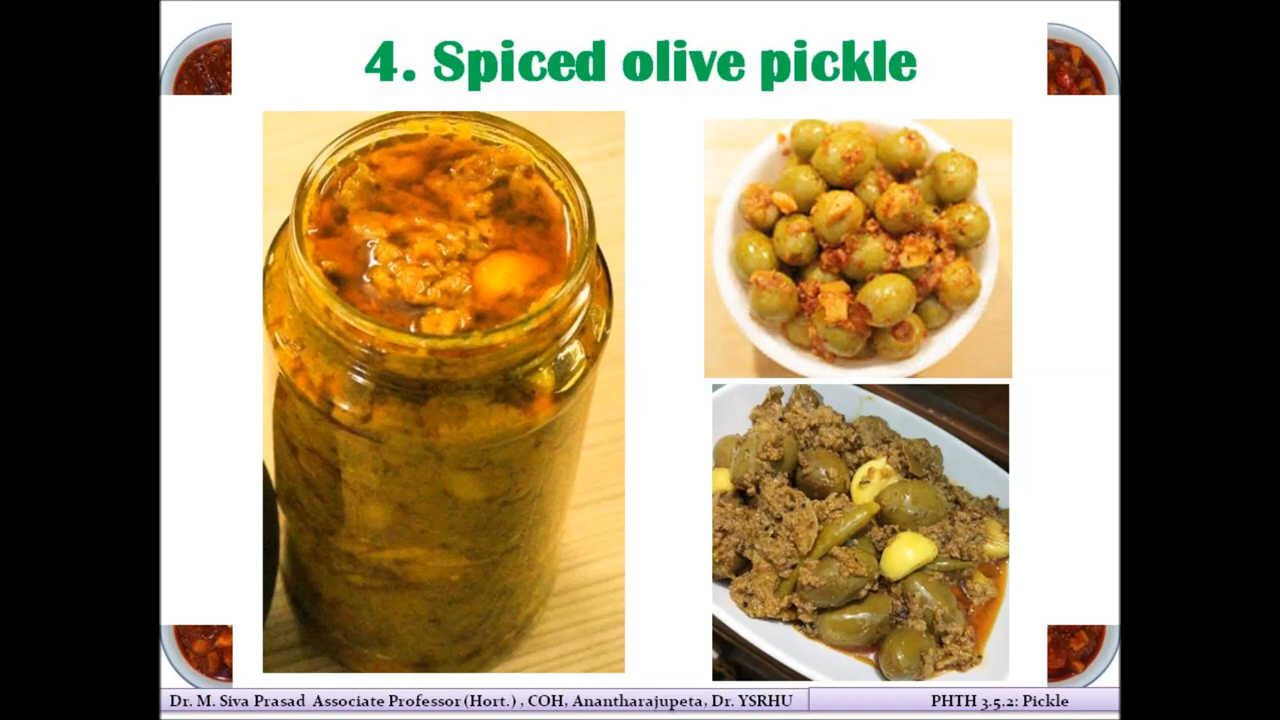 4. Spiced olive pickle
Dr. M. Siva Prasad Associate Professor (Hort.) , COH, Anantharajupeta, Dr. YSRHU
PHTH 3.5.2: Pickle